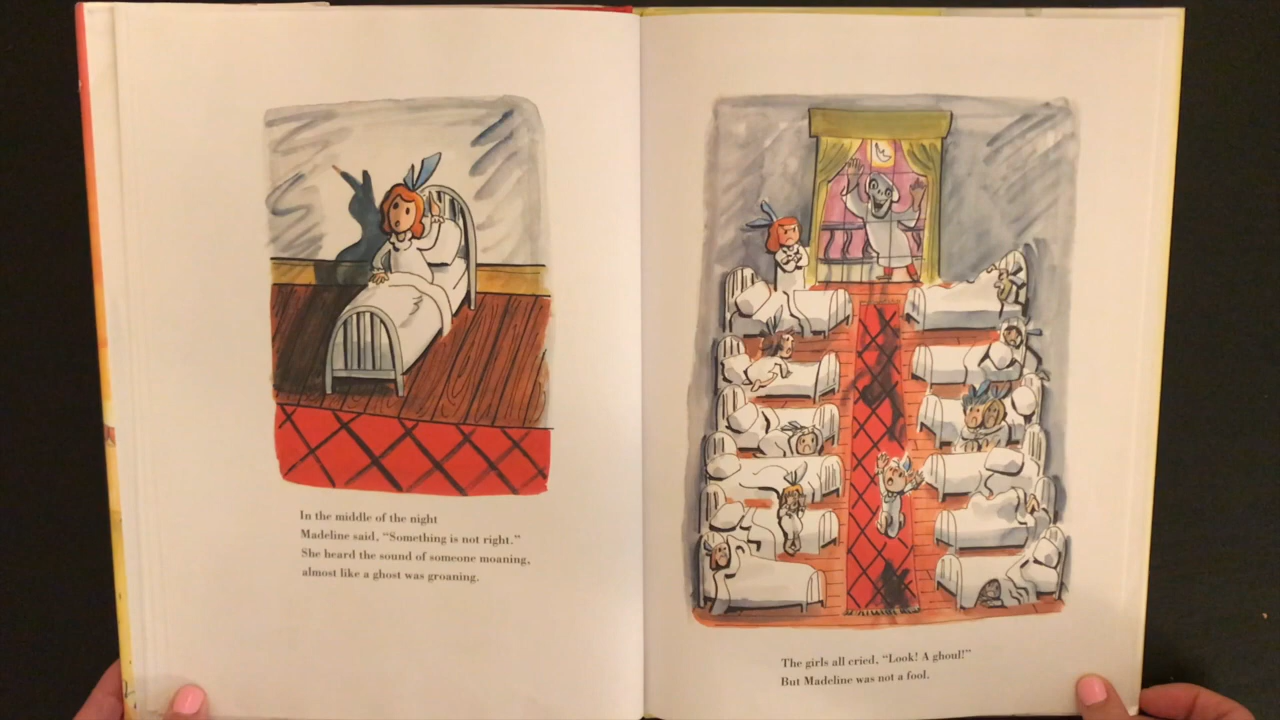 In the middle of the night
Madeline said, “Something is not right.”
She heard the sound of someone moaning,
almost like a ghost was groaning.
The girls all cried, “Look! A ghoul!”
But Madeline was not a fool.